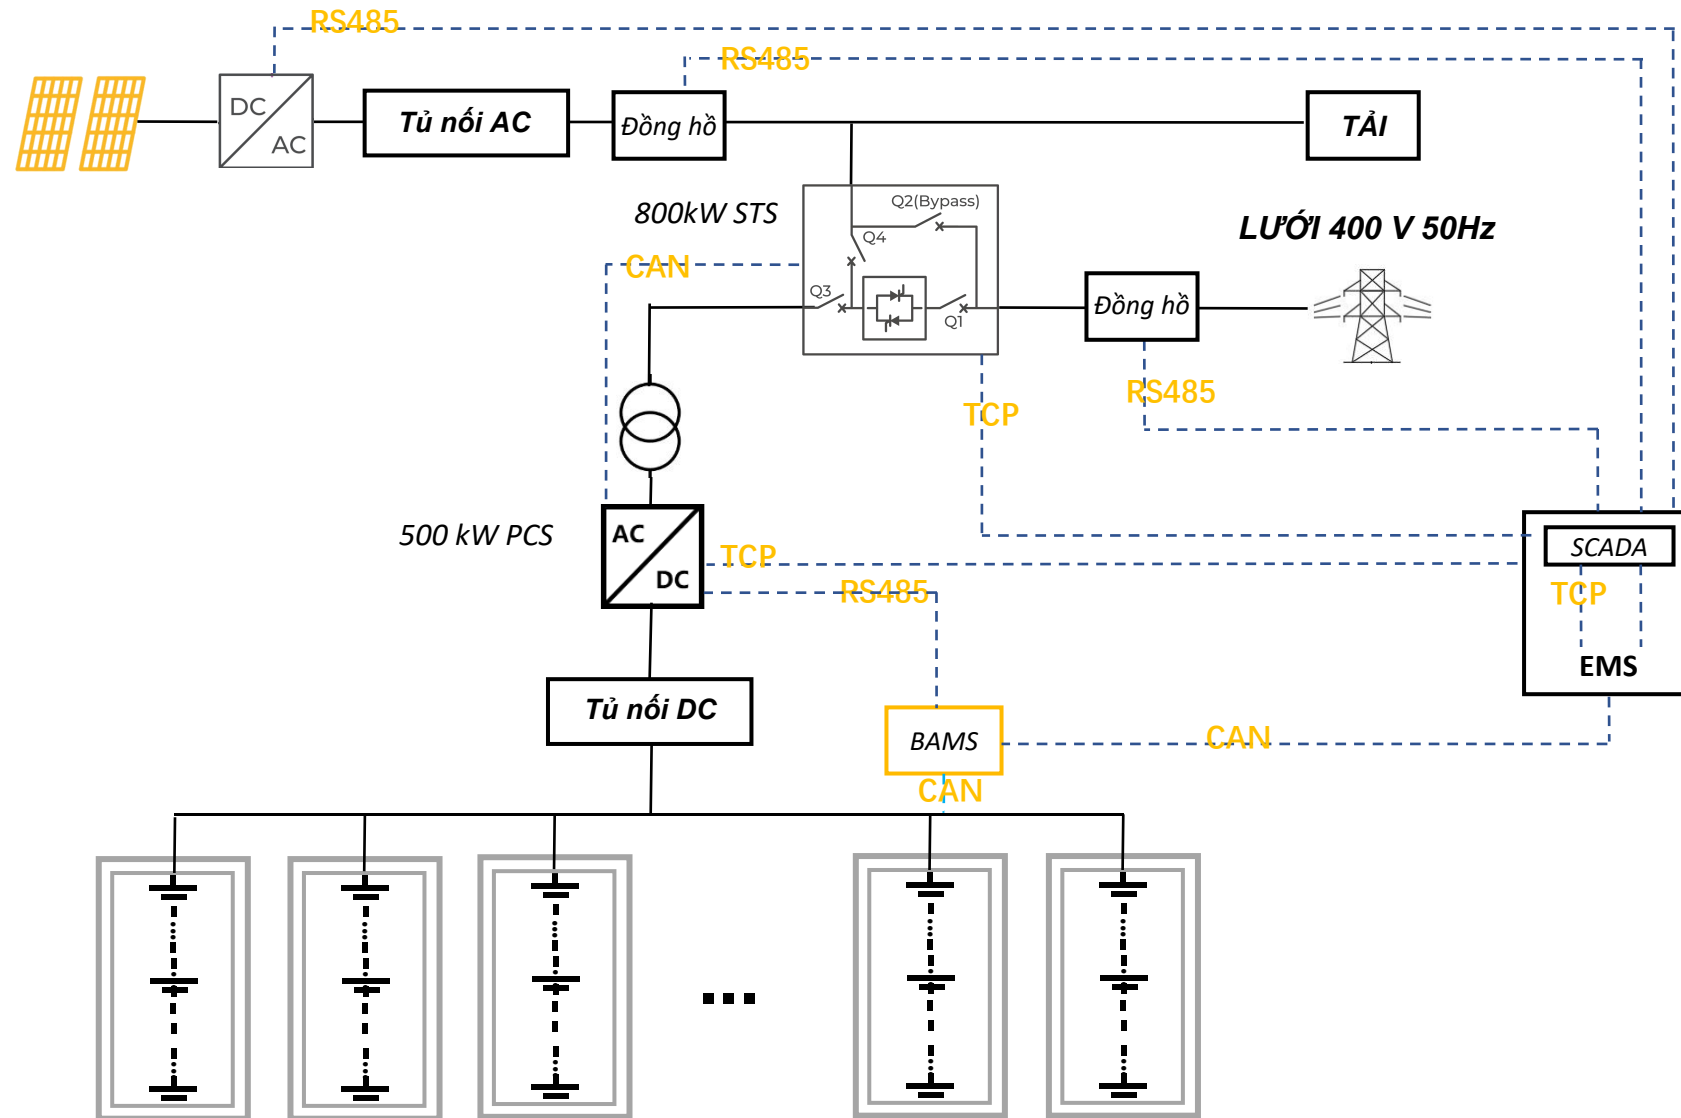 RS485
RS485
DC
AC
Tủ nối AC
Đồng hồ
TẢI
800kW STS
Q2(Bypass)
Q4
LƯỚI 400 V 50Hz
CAN
Q3
Q1
Đồng hồ
RS485
TCP
500 kW PCS
AC
DC
TCP
RS485
SCADA
TCP
EMS
Tủ nối DC
BAMS
CAN
CAN